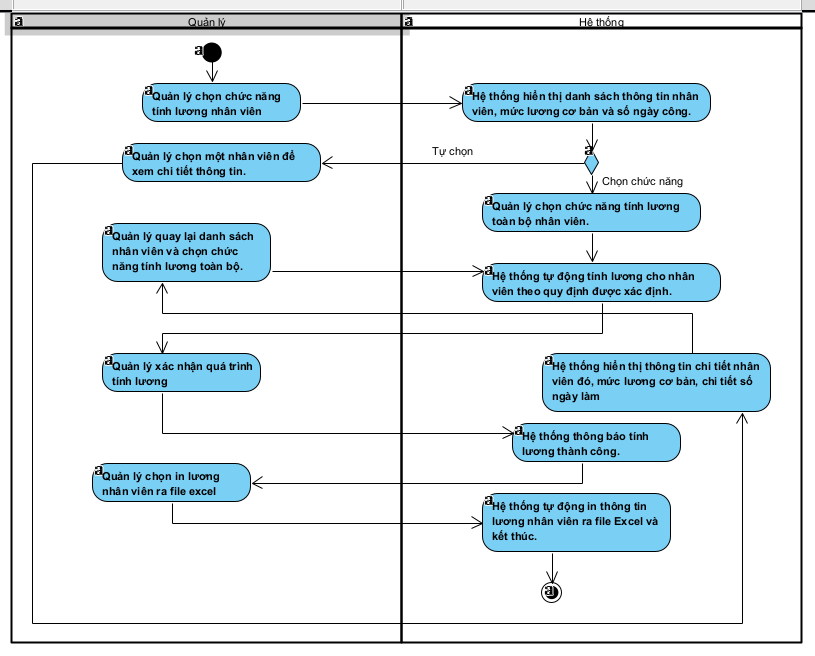 Quản lý
Hệ thống
Quản lý chọn chức năng
tính lương nhân viên
Hệ thống hiển thị danh sách thông tin nhân
viên, mức lương cơ bản và số ngày công.
Quản lý chọn một nhân viên để
xem chi tiết thông tin.
Tự chọn
Chọn chức năng
Quản lý chọn chức năng tính lương
toàn bộ nhân viên.
Quản lý quay lại danh sách
nhân viên và chọn chức
năng tính lương toàn bộ.
Hệ thống tự động tính lương cho nhân
viên theo quy định được xác định.
Quản lý xác nhận quá trình
tính lương
Hệ thống hiển thị thông tin chi tiết nhân
viên đó, mức lương cơ bản, chi tiết số
ngày làm
Hệ thống thông báo tính
lương thành công.
Quản lý chọn in lương
nhân viên ra file excel
Hệ thống tự động in thông tin
lương nhân viên ra file Excel và
kết thúc.